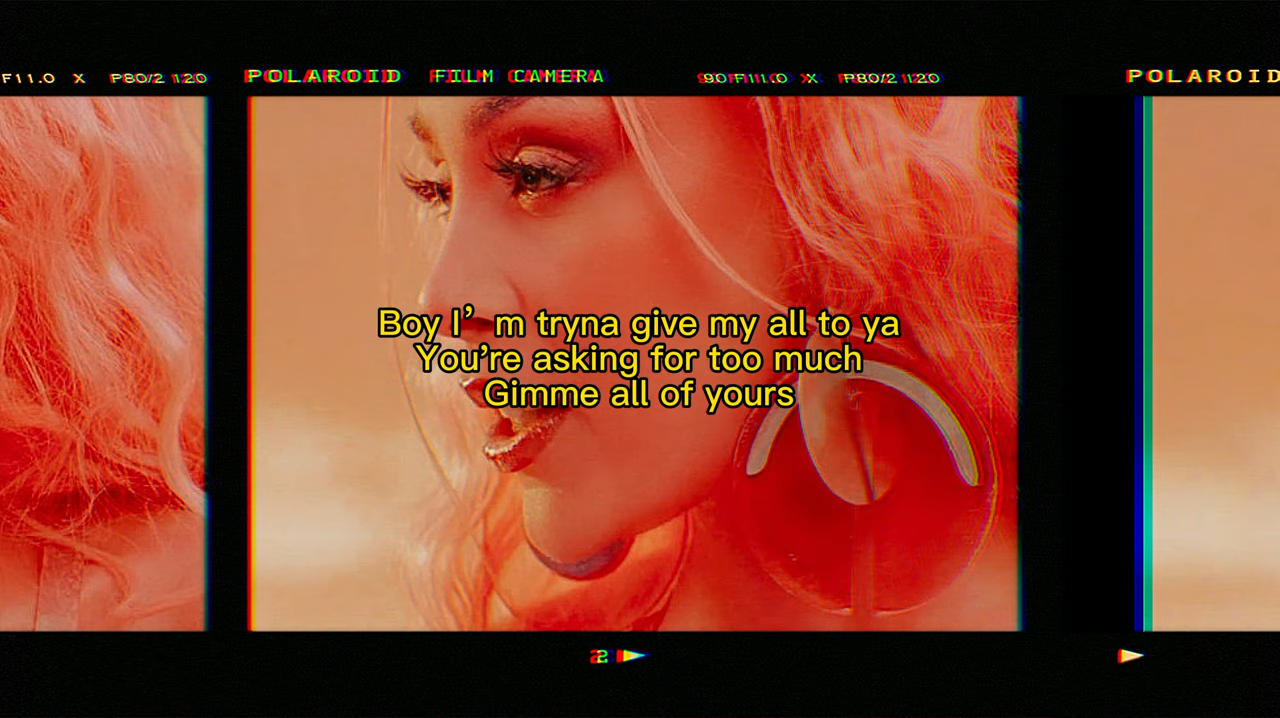 F11.0 X P80/2 120 POLAROID FILM CAMERA 90 F11.0 X P80/2 120 POLAROID
Boy I’m tryna give my all to ya
You’re asking for too much
Gimme all of yours
2